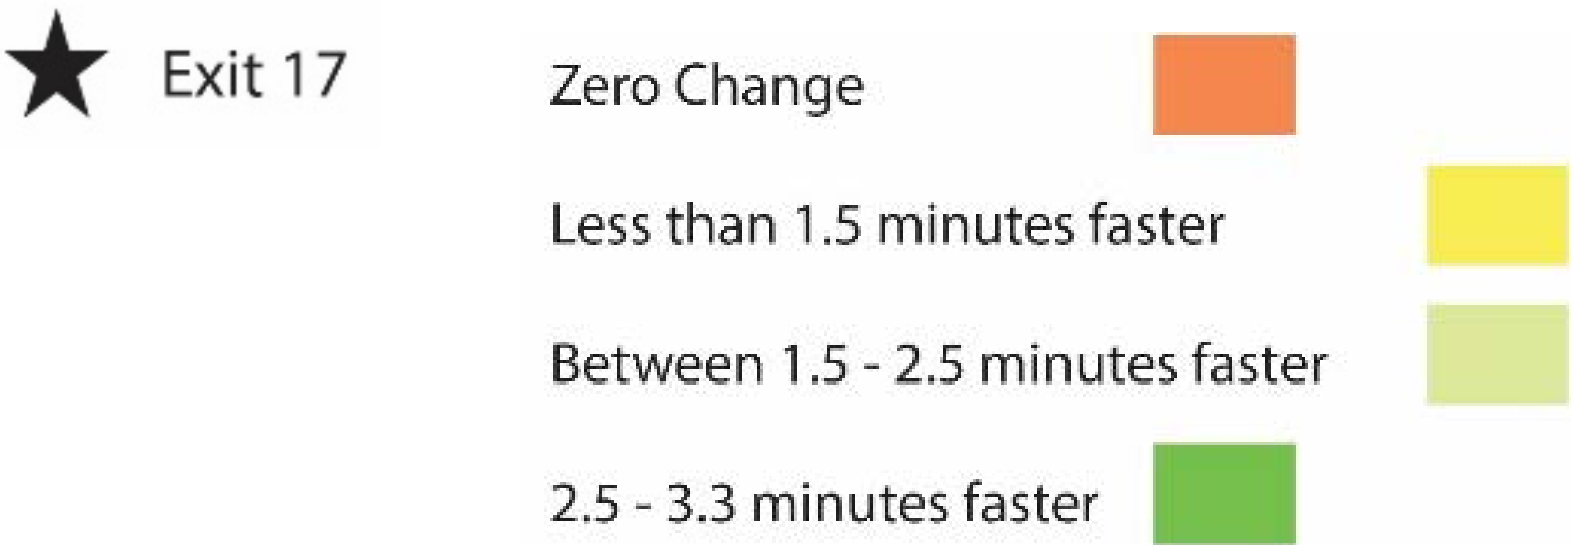 Exit 17
Zero Change
Less than 1.5 minutes faster
Between 1.5 - 2.5 minutes faster
2.5 - 3.3 minutes faster